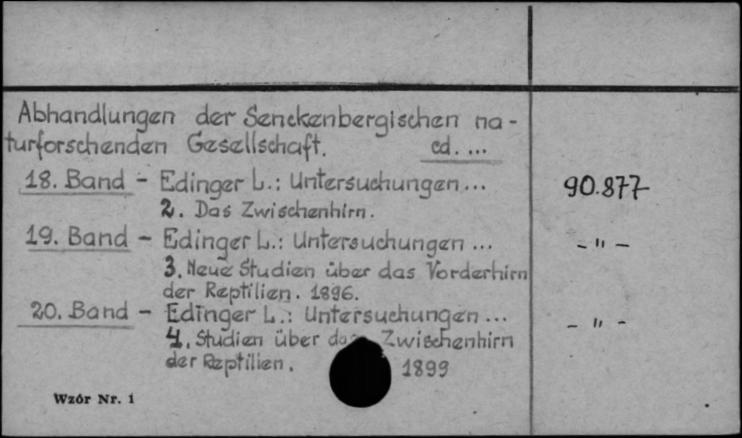 Abhandlungen der Senckenbergischen na-
turforschenden Gesellschaft. cd. ...
18. Band - Edinger L.: Untersuchungen... 90.877
2. Das Zwischenhirn.
19. Band - Edinger L.: Untersuchungen ... - " -
3. Neue Studien über das Vorderhirn
der Reptilien. 1896.
20. Band - Edinger L.: Untersuchungen ... - " -
4. Studien über das Zwischenhirn
der Reptilien. 1899
Wzór Nr. 1